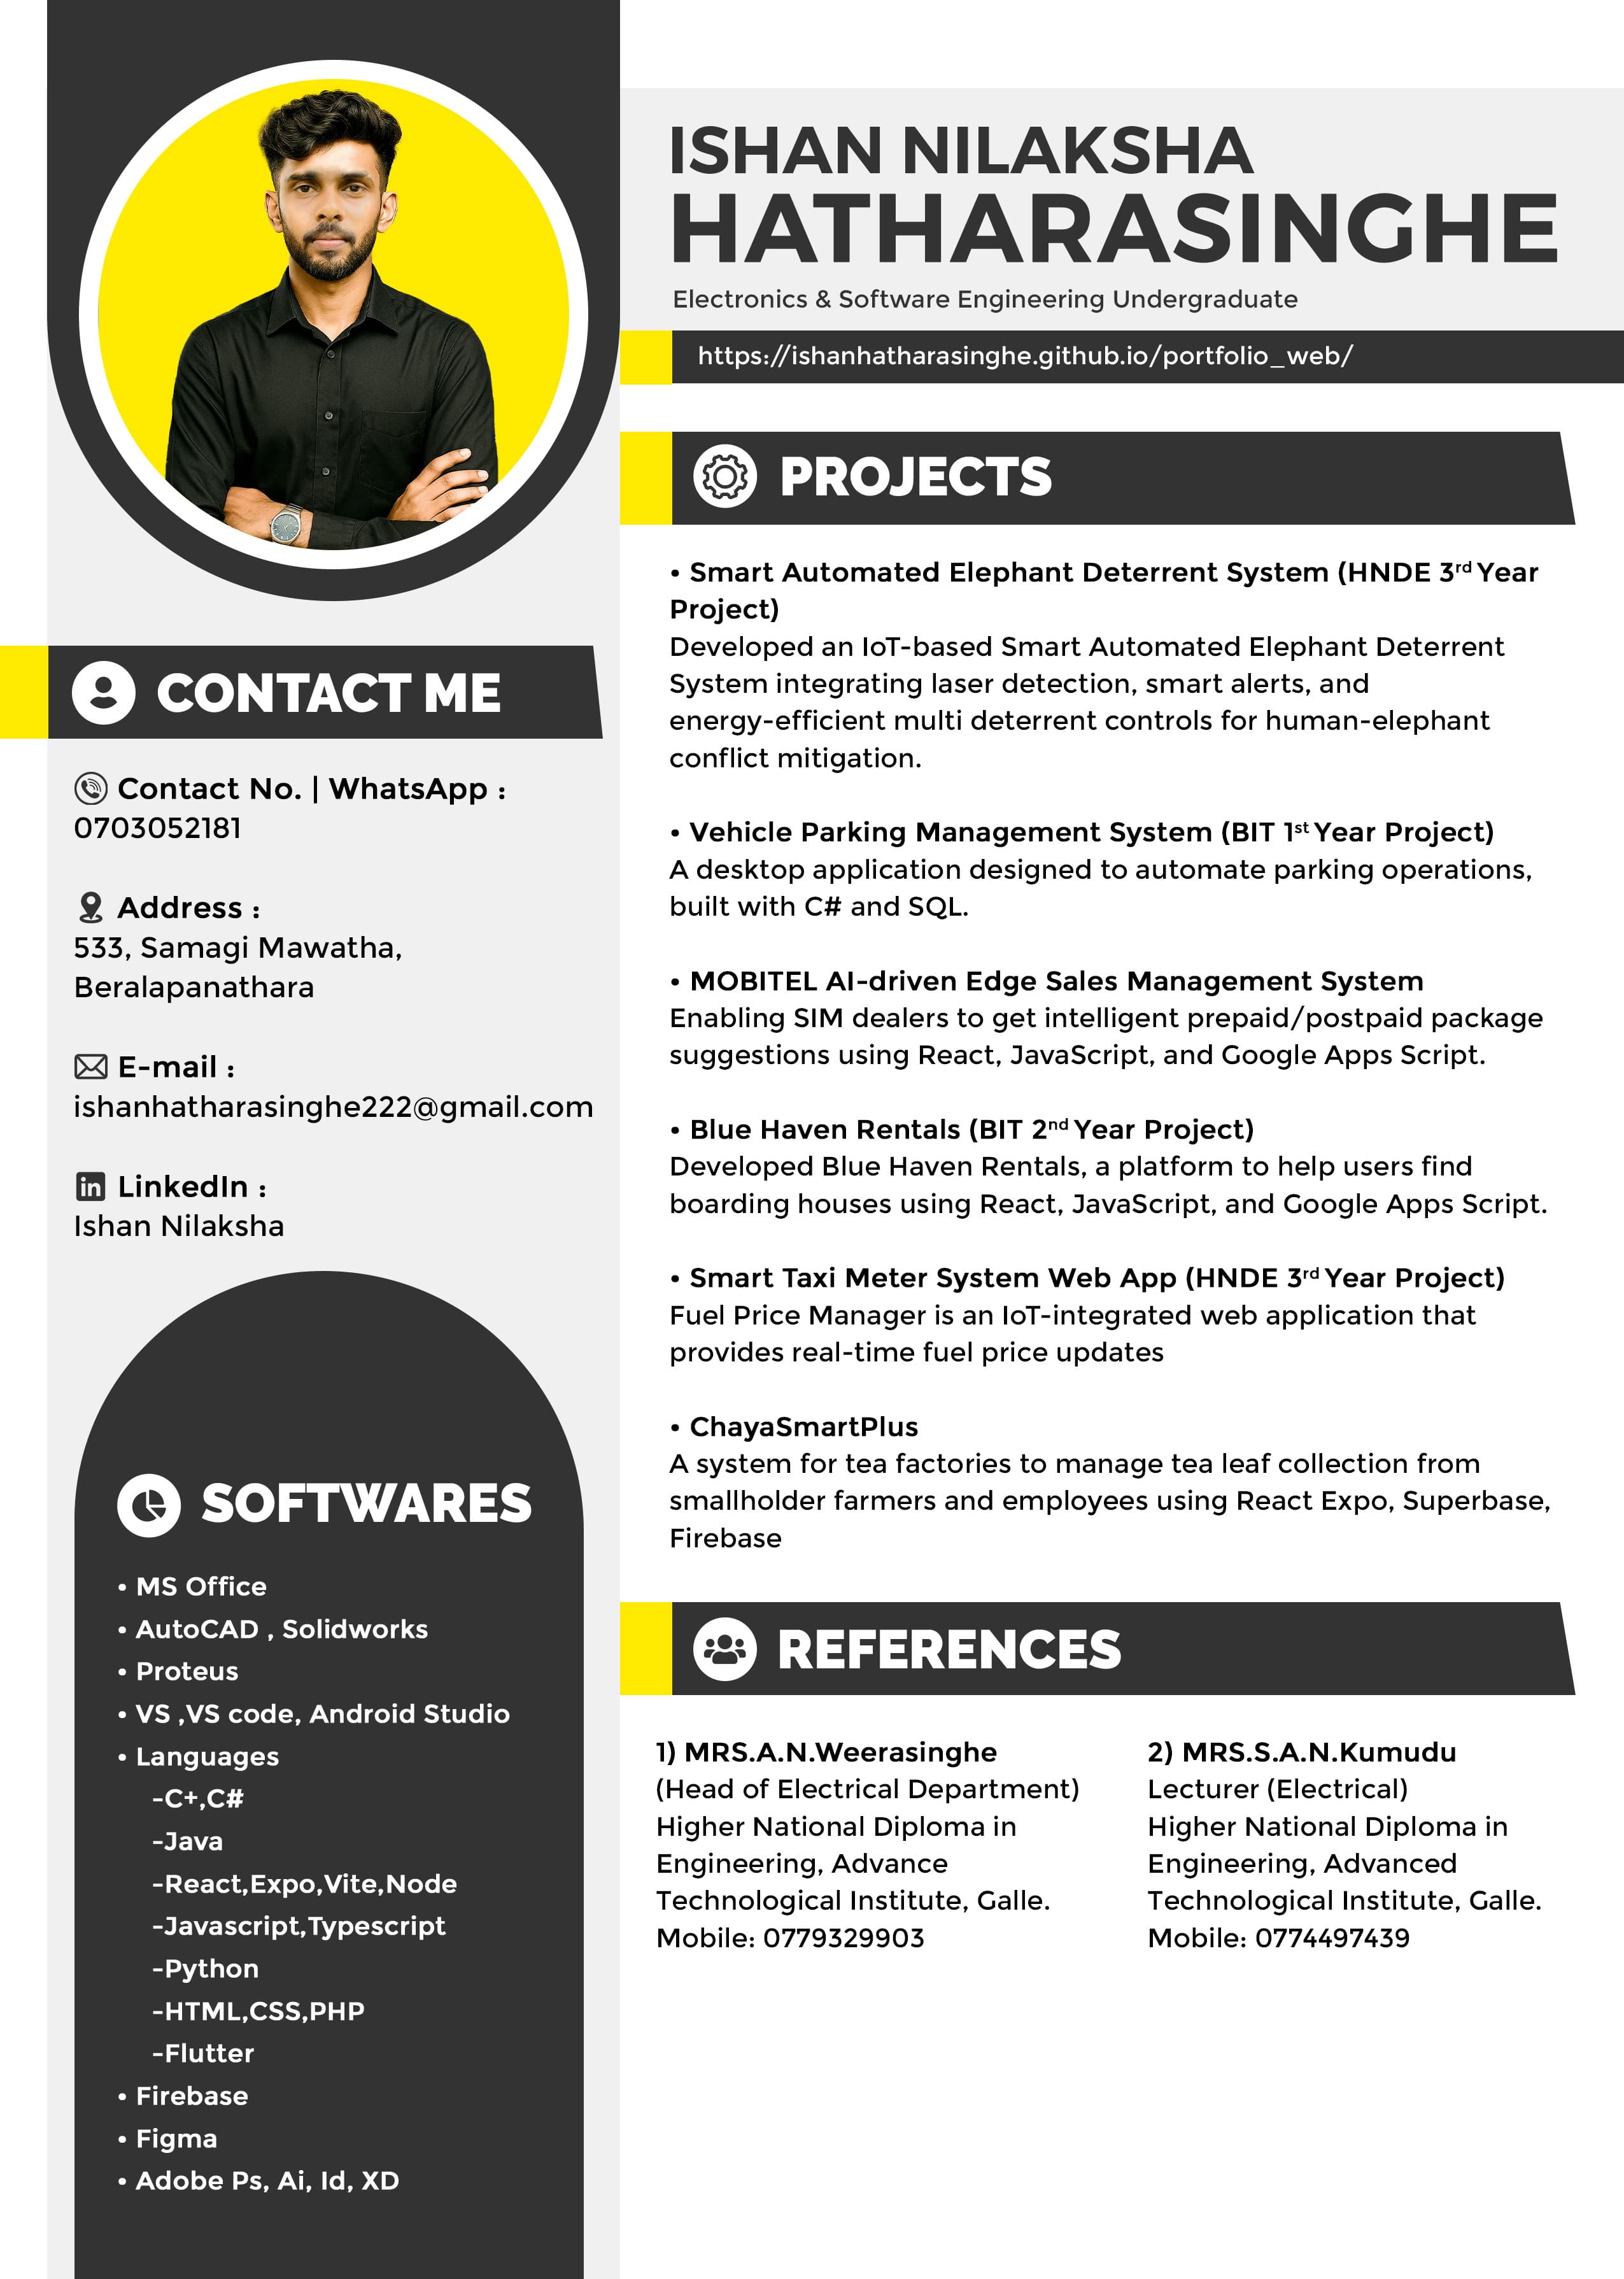 ISHAN NILAKSHA
HATHARASINGHE
Electronics & Software Engineering Undergraduate
https://ishanhatharasinghe.github.io/portfolio_web/
CONTACT ME
Contact No. | WhatsApp :
0703052181
Address :
533, Samagi Mawatha,
Beralapanathara
E-mail :
ishanhatharasinghe222@gmail.com
in LinkedIn :
Ishan Nilaksha
SOFTWARES
• MS Office
• AutoCAD , Solidworks
• Proteus
• VS ,VS code, Android Studio
• Languages
-C+,C#
-Java
-React,Expo,Vite,Node
-Javascript,Typescript
-Python
-HTML,CSS,PHP
-Flutter
• Firebase
• Figma
• Adobe Ps, Ai, Id, XD
PROJECTS
• Smart Automated Elephant Deterrent System (HNDE 3rd Year
Project)
Developed an IoT-based Smart Automated Elephant Deterrent
System integrating laser detection, smart alerts, and
energy-efficient multi deterrent controls for human-elephant
conflict mitigation.
• Vehicle Parking Management System (BIT 1st Year Project)
A desktop application designed to automate parking operations,
built with C# and SQL.
• MOBITEL AI-driven Edge Sales Management System
Enabling SIM dealers to get intelligent prepaid/postpaid package
suggestions using React, JavaScript, and Google Apps Script.
• Blue Haven Rentals (BIT 2nd Year Project)
Developed Blue Haven Rentals, a platform to help users find
boarding houses using React, JavaScript, and Google Apps Script.
• Smart Taxi Meter System Web App (HNDE 3rd Year Project)
Fuel Price Manager is an IoT-integrated web application that
provides real-time fuel price updates
• ChayaSmartPlus
A system for tea factories to manage tea leaf collection from
smallholder farmers and employees using React Expo, Superbase,
Firebase
REFERENCES
1) MRS.A.N.Weerasinghe
(Head of Electrical Department)
Higher National Diploma in
Engineering, Advance
Technological Institute, Galle.
Mobile: 0779329903
2) MRS.S.A.N.Kumudu
Lecturer (Electrical)
Higher National Diploma in
Engineering, Advanced
Technological Institute, Galle.
Mobile: 0774497439